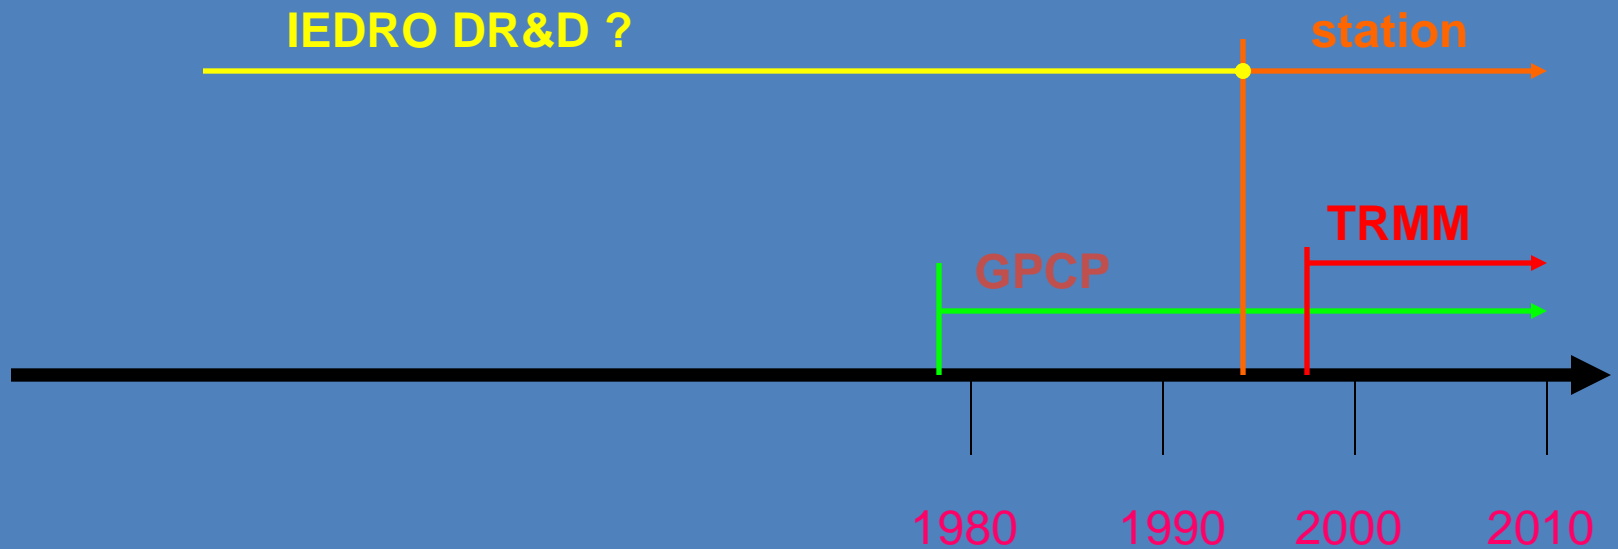 IEDRO DR&D ?
station
TRMM
GPCP
1980
1990
2000
2010